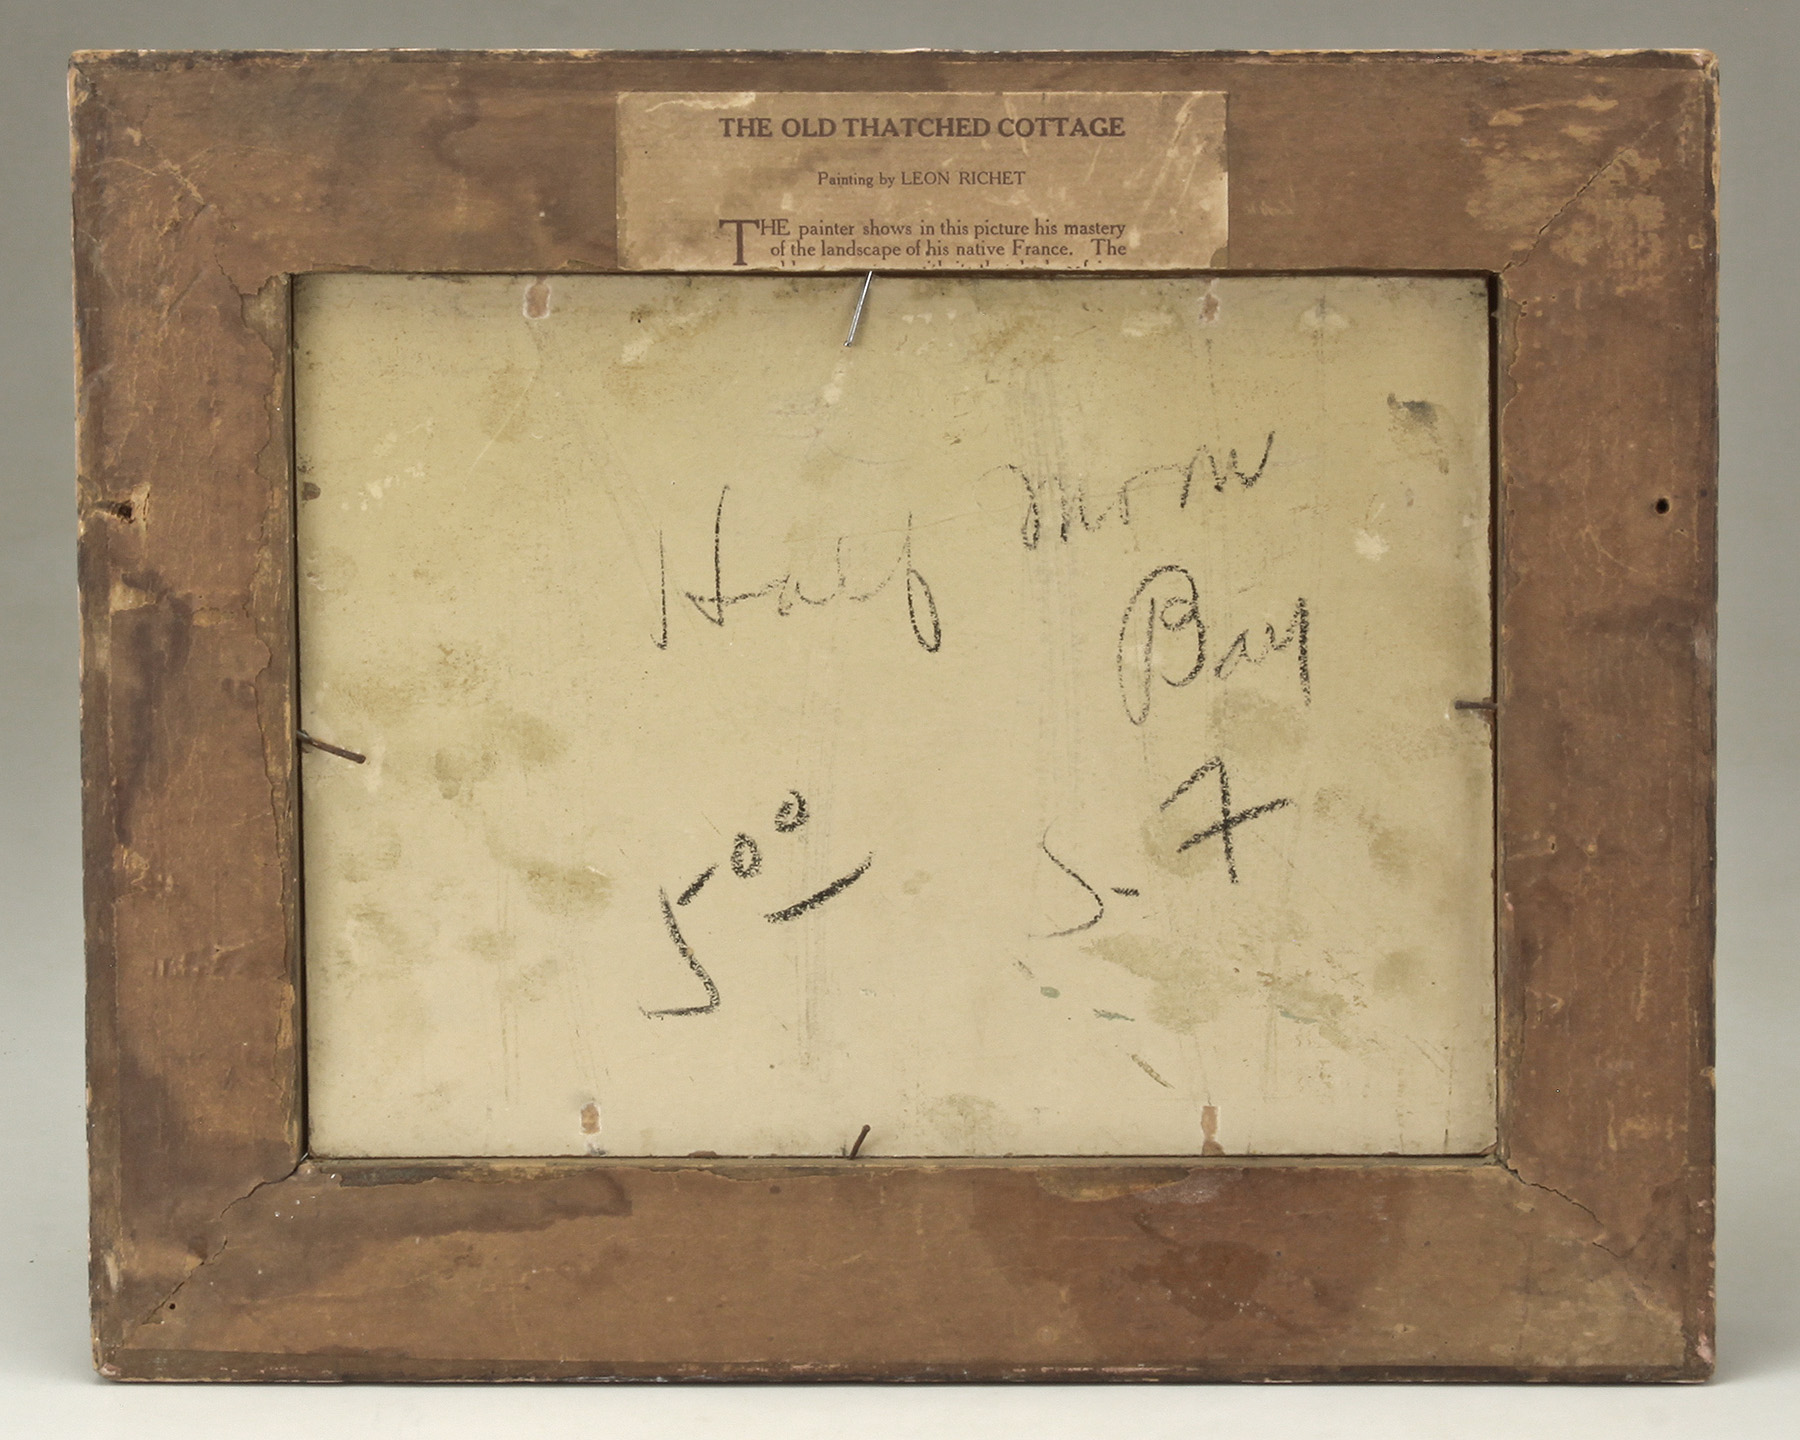 THE OLD THATCHED COTTAGE
Painting by LEON RICHET
THE painter shows in this picture his mastery
of the landscape of his native France. The
Half Moon
Bay
5⁰⁰
5 7